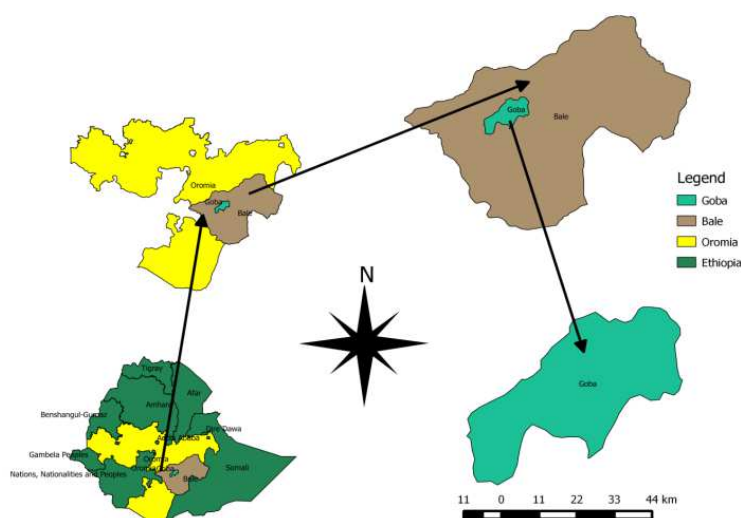 Goba
Bale
Oromia
Goba
Bale
N
Legend
Goba
Bale
Oromia
Ethiopia
Tigray
Afar
Amhara
Benshangul-Gumaz
Dire Dawa
Addis Ababa
Gambela Peoples
Oromia
Somali
Nations, Nationalities and Peoples
Bale
Goba
11 0 11 22 33 44 km